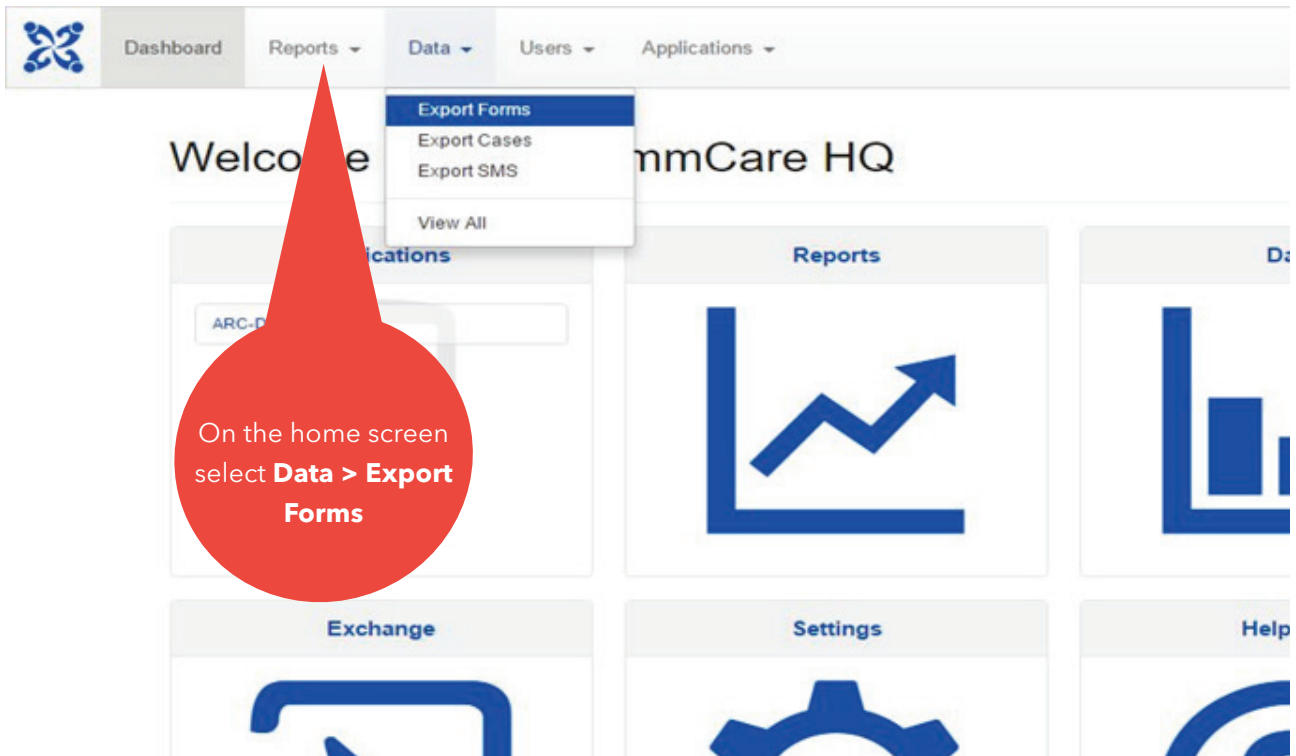 Dashboard Reports Data Users Applications
Export Forms
Export Cases
Export SMS
View All
Welco e mmCare HQ
ications Reports Da
ARC-D
On the home screen
select Data > Export
Forms
Exchange Settings Help